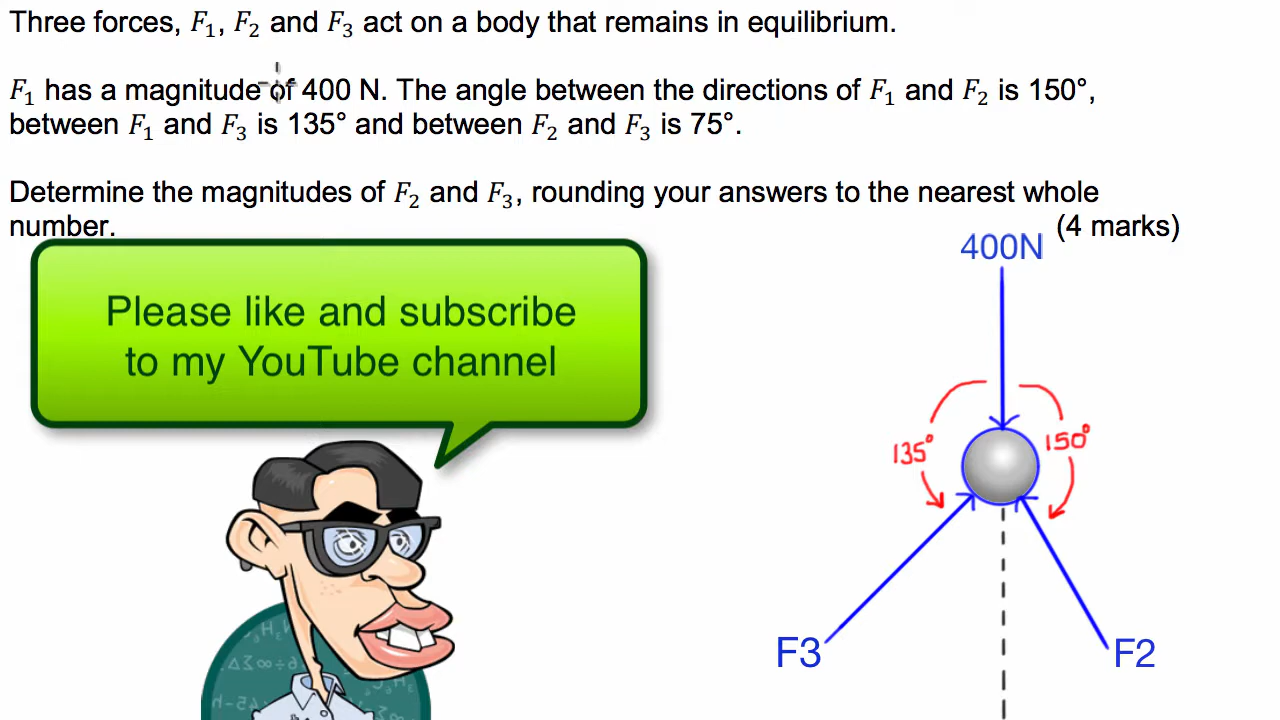 Three forces, F₁, F₂ and F₃ act on a body that remains in equilibrium.
F₁ has a magnitude of 400 N. The angle between the directions of F₁ and F₂ is 150°,
between F₁ and F₃ is 135° and between F₂ and F₃ is 75°.
Determine the magnitudes of F₂ and F₃, rounding your answers to the nearest whole
number.
(4 marks)
Please like and subscribe
to my YouTube channel
400N
135°
150°
F3
F2